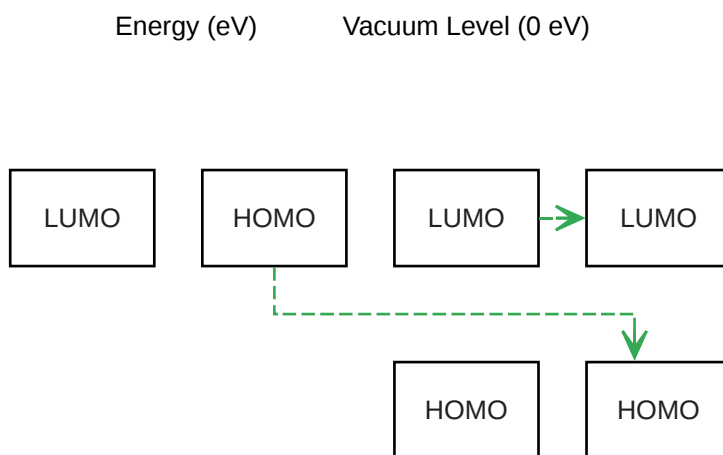 Energy (eV) Vacuum Level (0 eV)
LUMO HOMO LUMO LUMO
HOMO HOMO